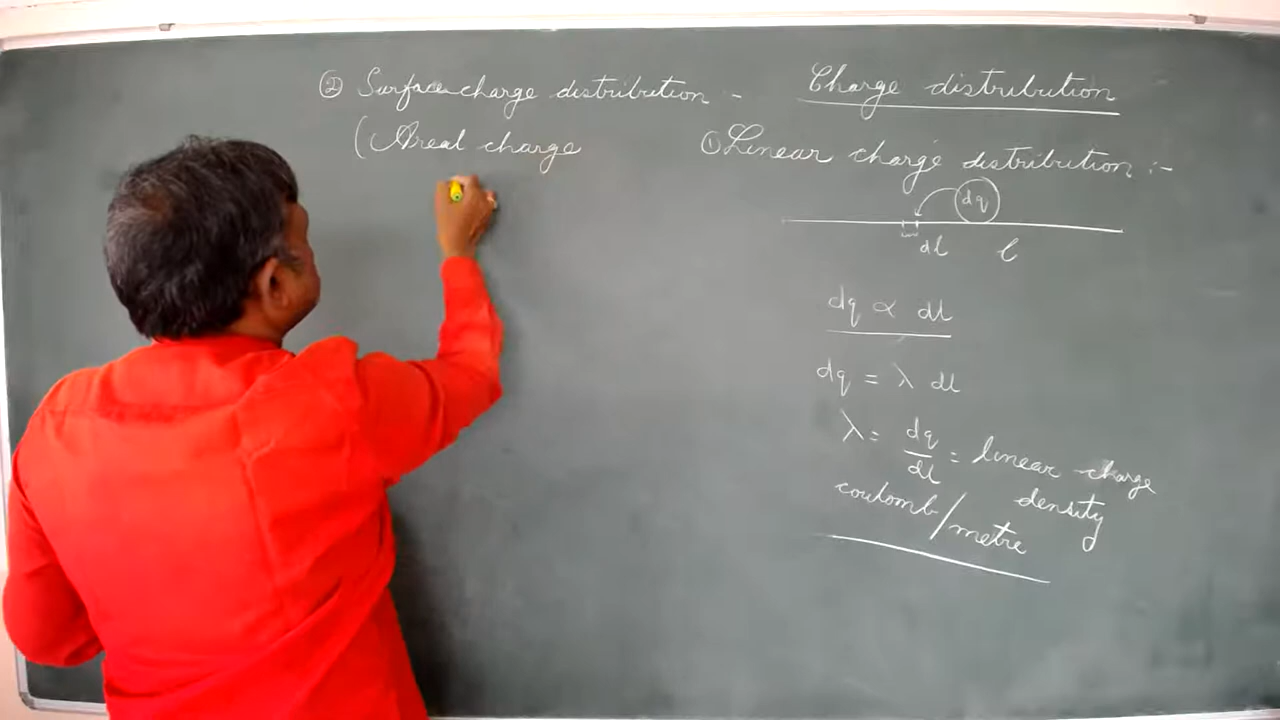 Charge distribution
① Linear charge distribution :-
dq
dl l
dq ∝ dl
dq = λ dl
λ = dq/dl = linear charge density
coulomb/metre
② Surface charge distribution :-
(Areal charge